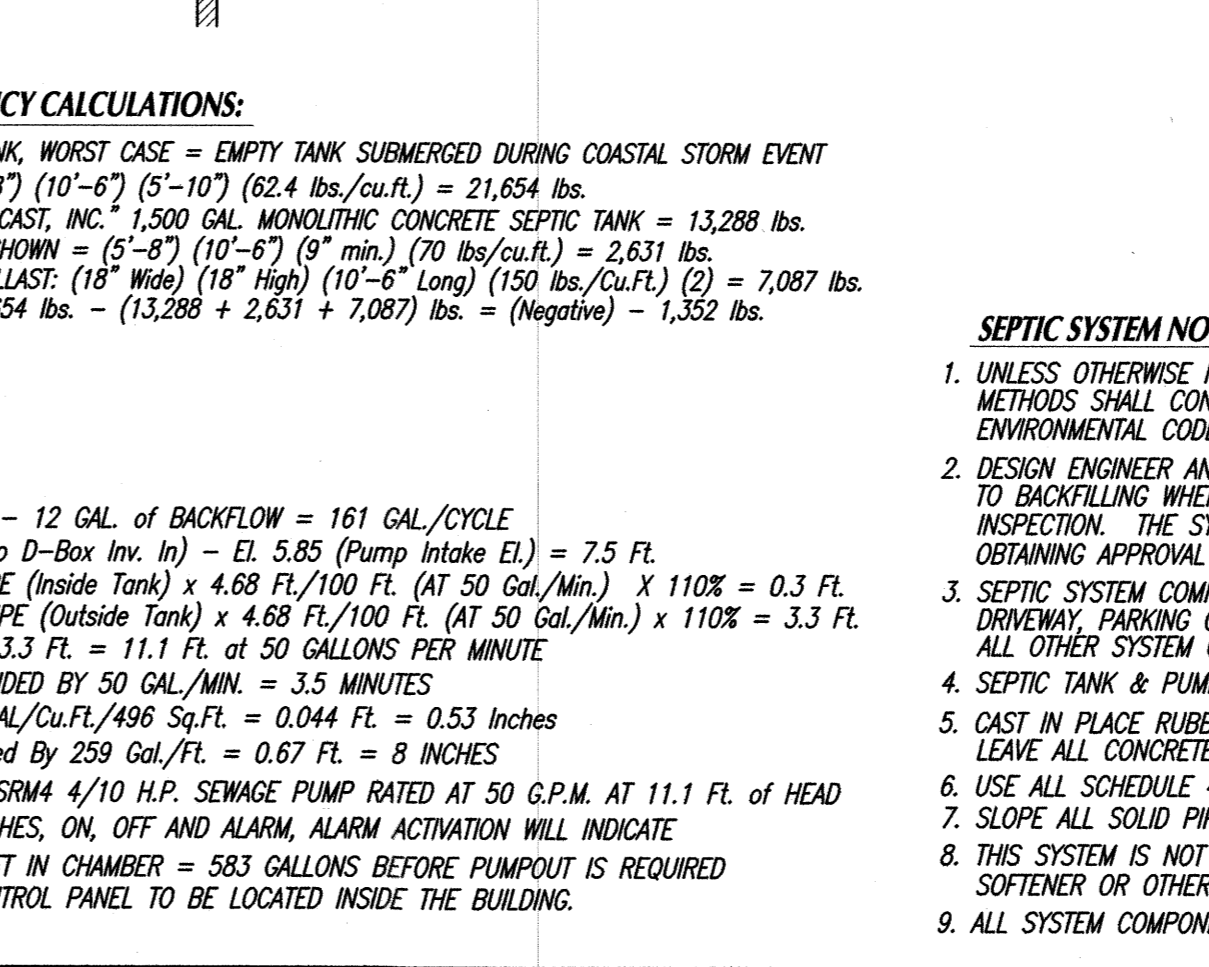 CY CALCULATIONS:
NK, WORST CASE = EMPTY TANK SUBMERGED DURING COASTAL STORM EVENT
8") (10'-6") (5'-10") (62.4 lbs./cu.ft.) = 21,654 lbs.
CAST, INC." 1,500 GAL. MONOLITHIC CONCRETE SEPTIC TANK = 13,288 lbs.
HOWN = (5'-8") (10'-6") (9" min.) (70 lbs/cu.ft.) = 2,631 lbs.
LLAST: (18" Wide) (18" High) (10'-6" Long) (150 lbs./Cu.Ft.) (2) = 7,087 lbs.
54 lbs. - (13,288 + 2,631 + 7,087) lbs. = (Negative) - 1,352 lbs.
- 12 GAL. of BACKFLOW = 161 GAL./CYCLE
D-Box Inv. In) - El. 5.85 (Pump Intake El.) = 7.5 Ft.
E (Inside Tank) x 4.68 Ft./100 Ft. (AT 50 Gal./Min.) X 110% = 0.3 Ft.
PE (Outside Tank) x 4.68 Ft./100 Ft. (AT 50 Gal./Min.) x 110% = 3.3 Ft.
3.3 Ft. = 11.1 Ft. at 50 GALLONS PER MINUTE
DED BY 50 GAL./MIN. = 3.5 MINUTES
AL/Cu.Ft./496 Sq.Ft. = 0.044 Ft. = 0.53 Inches
ed By 259 Gal./Ft. = 0.67 Ft. = 8 INCHES
SRM4 4/10 H.P. SEWAGE PUMP RATED AT 50 G.P.M. AT 11.1 Ft. of HEAD
HES, ON, OFF AND ALARM, ALARM ACTIVATION WILL INDICATE
FT IN CHAMBER = 583 GALLONS BEFORE PUMPOUT IS REQUIRED
TROL PANEL TO BE LOCATED INSIDE THE BUILDING.
SEPTIC SYSTEM NO
1. UNLESS OTHERWISE
METHODS SHALL CON
ENVIRONMENTAL CODE
2. DESIGN ENGINEER AN
TO BACKFILLING WHE
INSPECTION. THE SY
OBTAINING APPROVAL
3. SEPTIC SYSTEM COM
DRIVEWAY, PARKING
ALL OTHER SYSTEM
4. SEPTIC TANK & PUM
5. CAST IN PLACE RUBB
LEAVE ALL CONCRETE
6. USE ALL SCHEDULE
7. SLOPE ALL SOLID PI
8. THIS SYSTEM IS NOT
SOFTENER OR OTHER
9. ALL SYSTEM COMPON